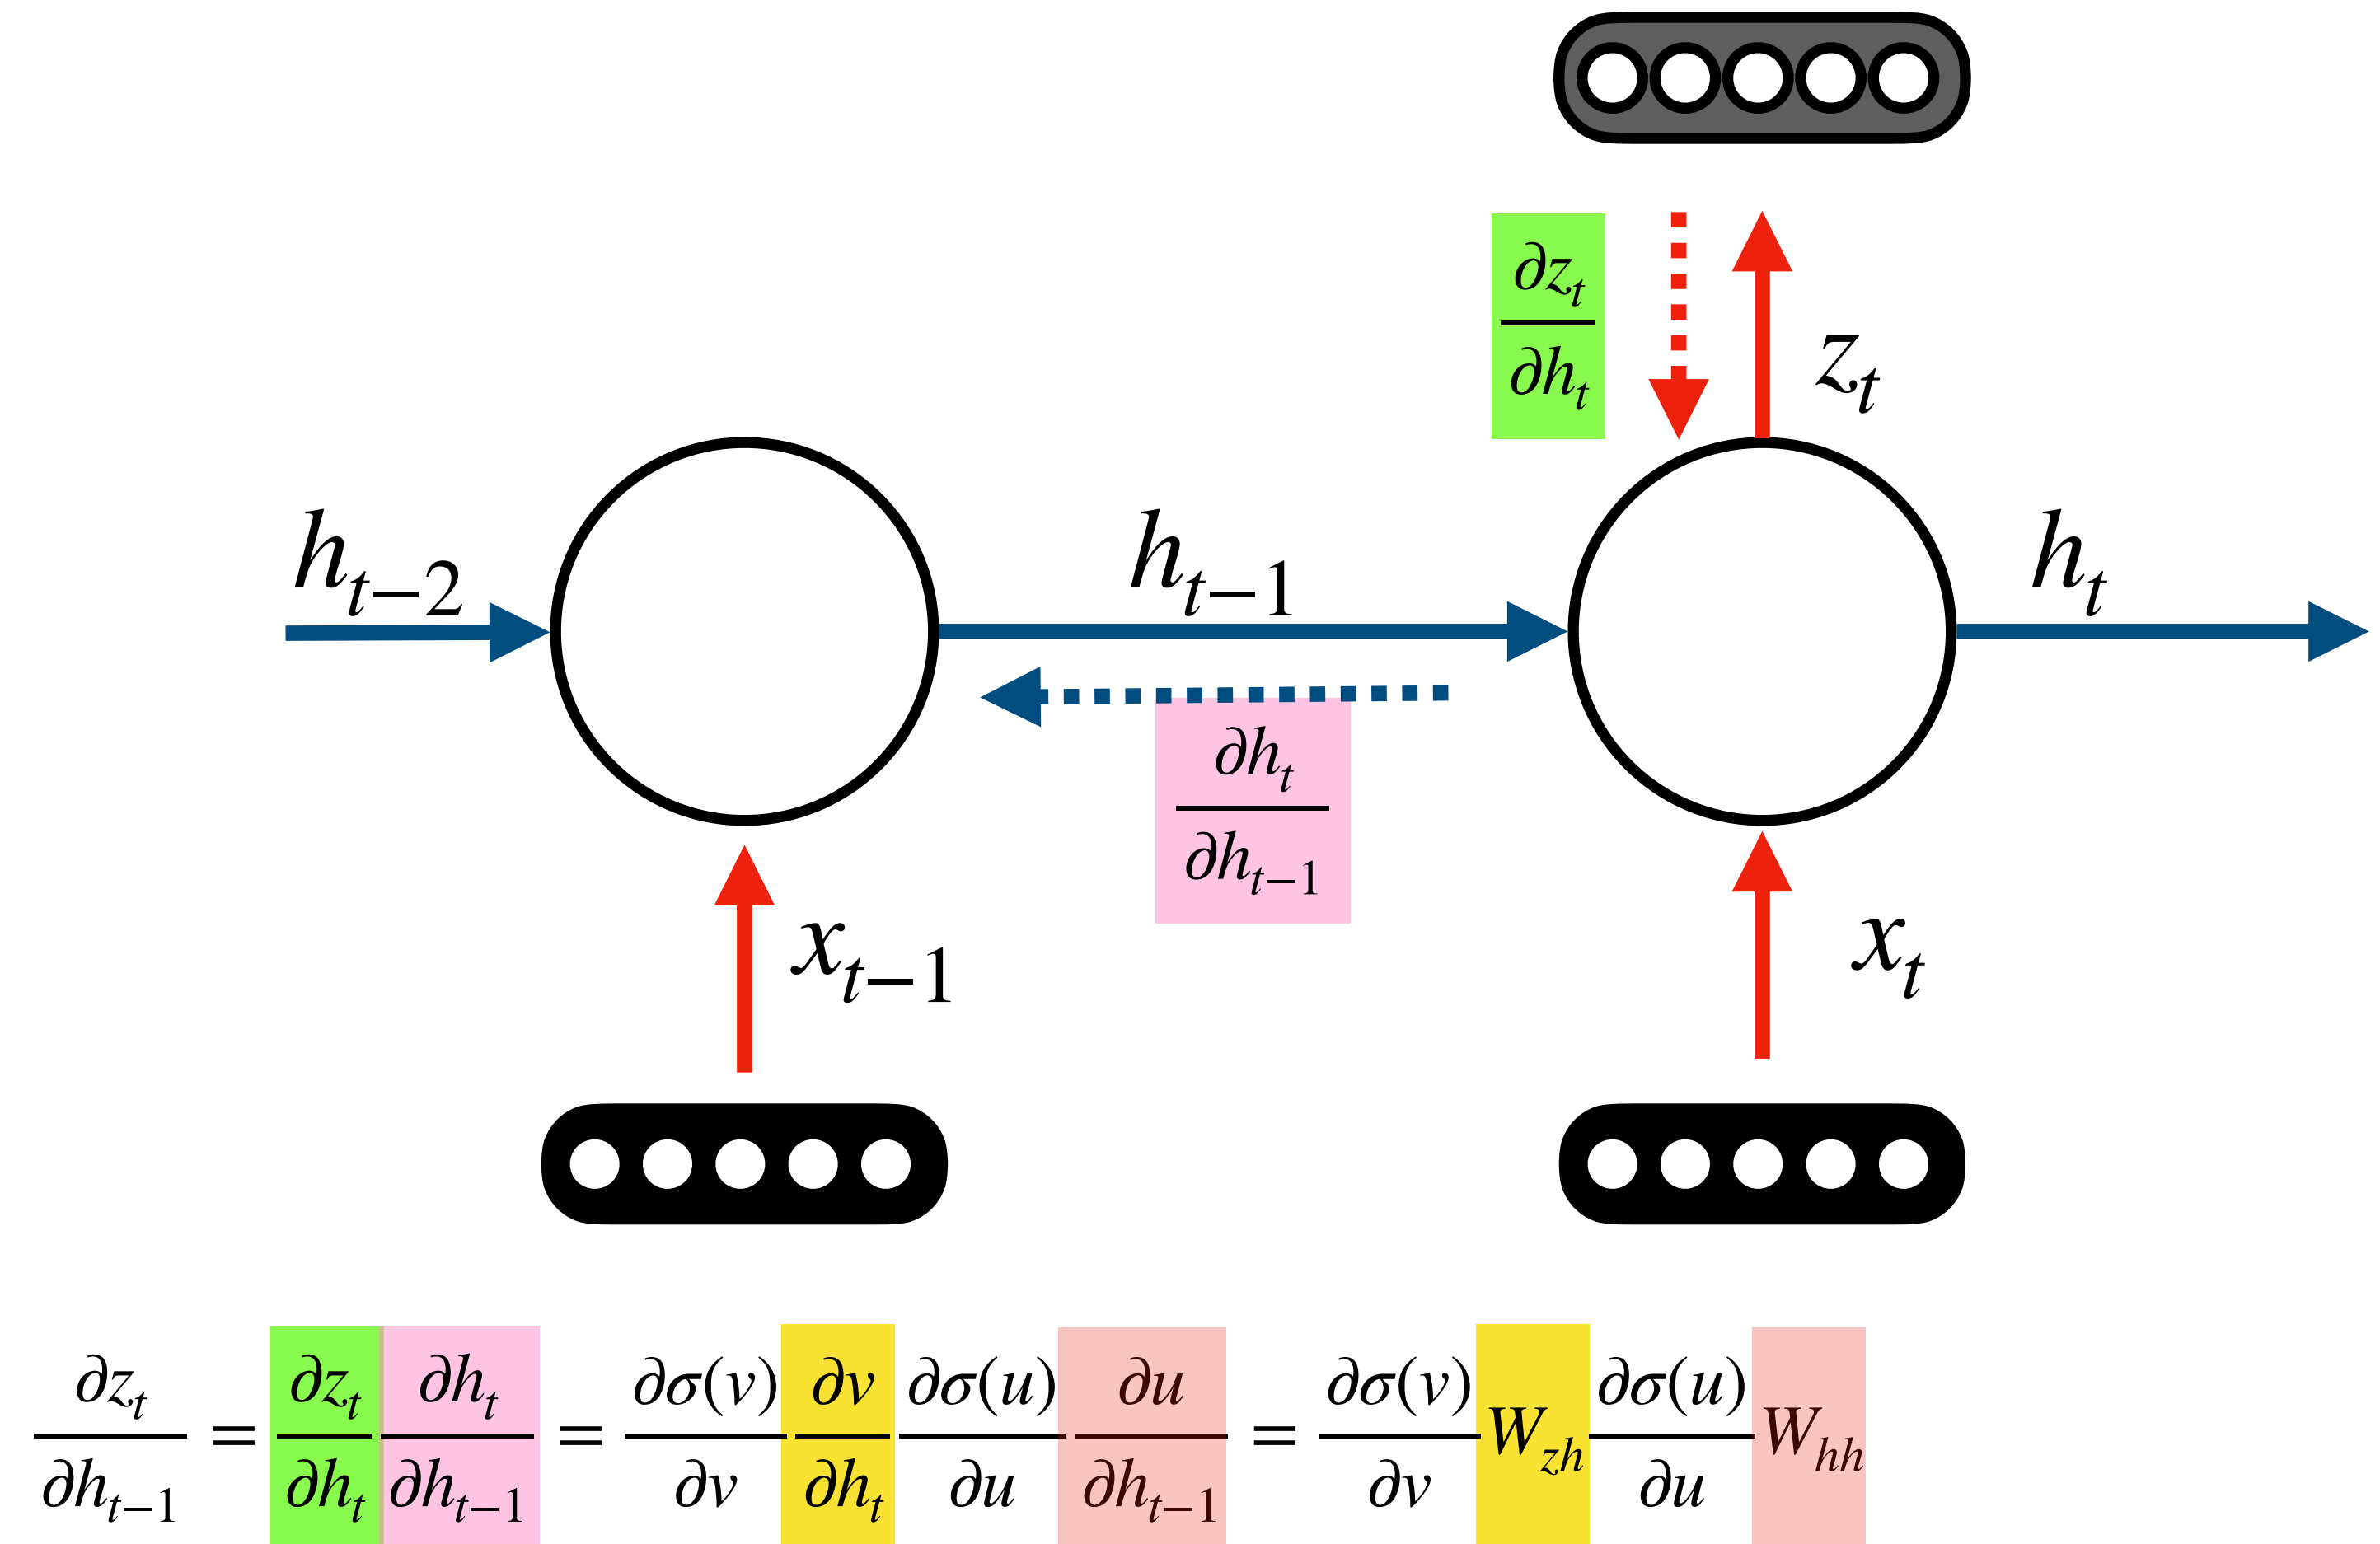 ∂z_t/∂h_t
z_t
h_{t−2}
h_{t−1}
h_t
∂h_t/∂h_{t−1}
x_{t−1}
x_t
∂z_t/∂h_{t−1} = ∂z_t/∂h_t ∂h_t/∂h_{t−1} = ∂σ(v)/∂v ∂v/∂h_t ∂σ(u)/∂u ∂u/∂h_{t−1} = ∂σ(v)/∂v W_{zh} ∂σ(u)/∂u W_{hh}